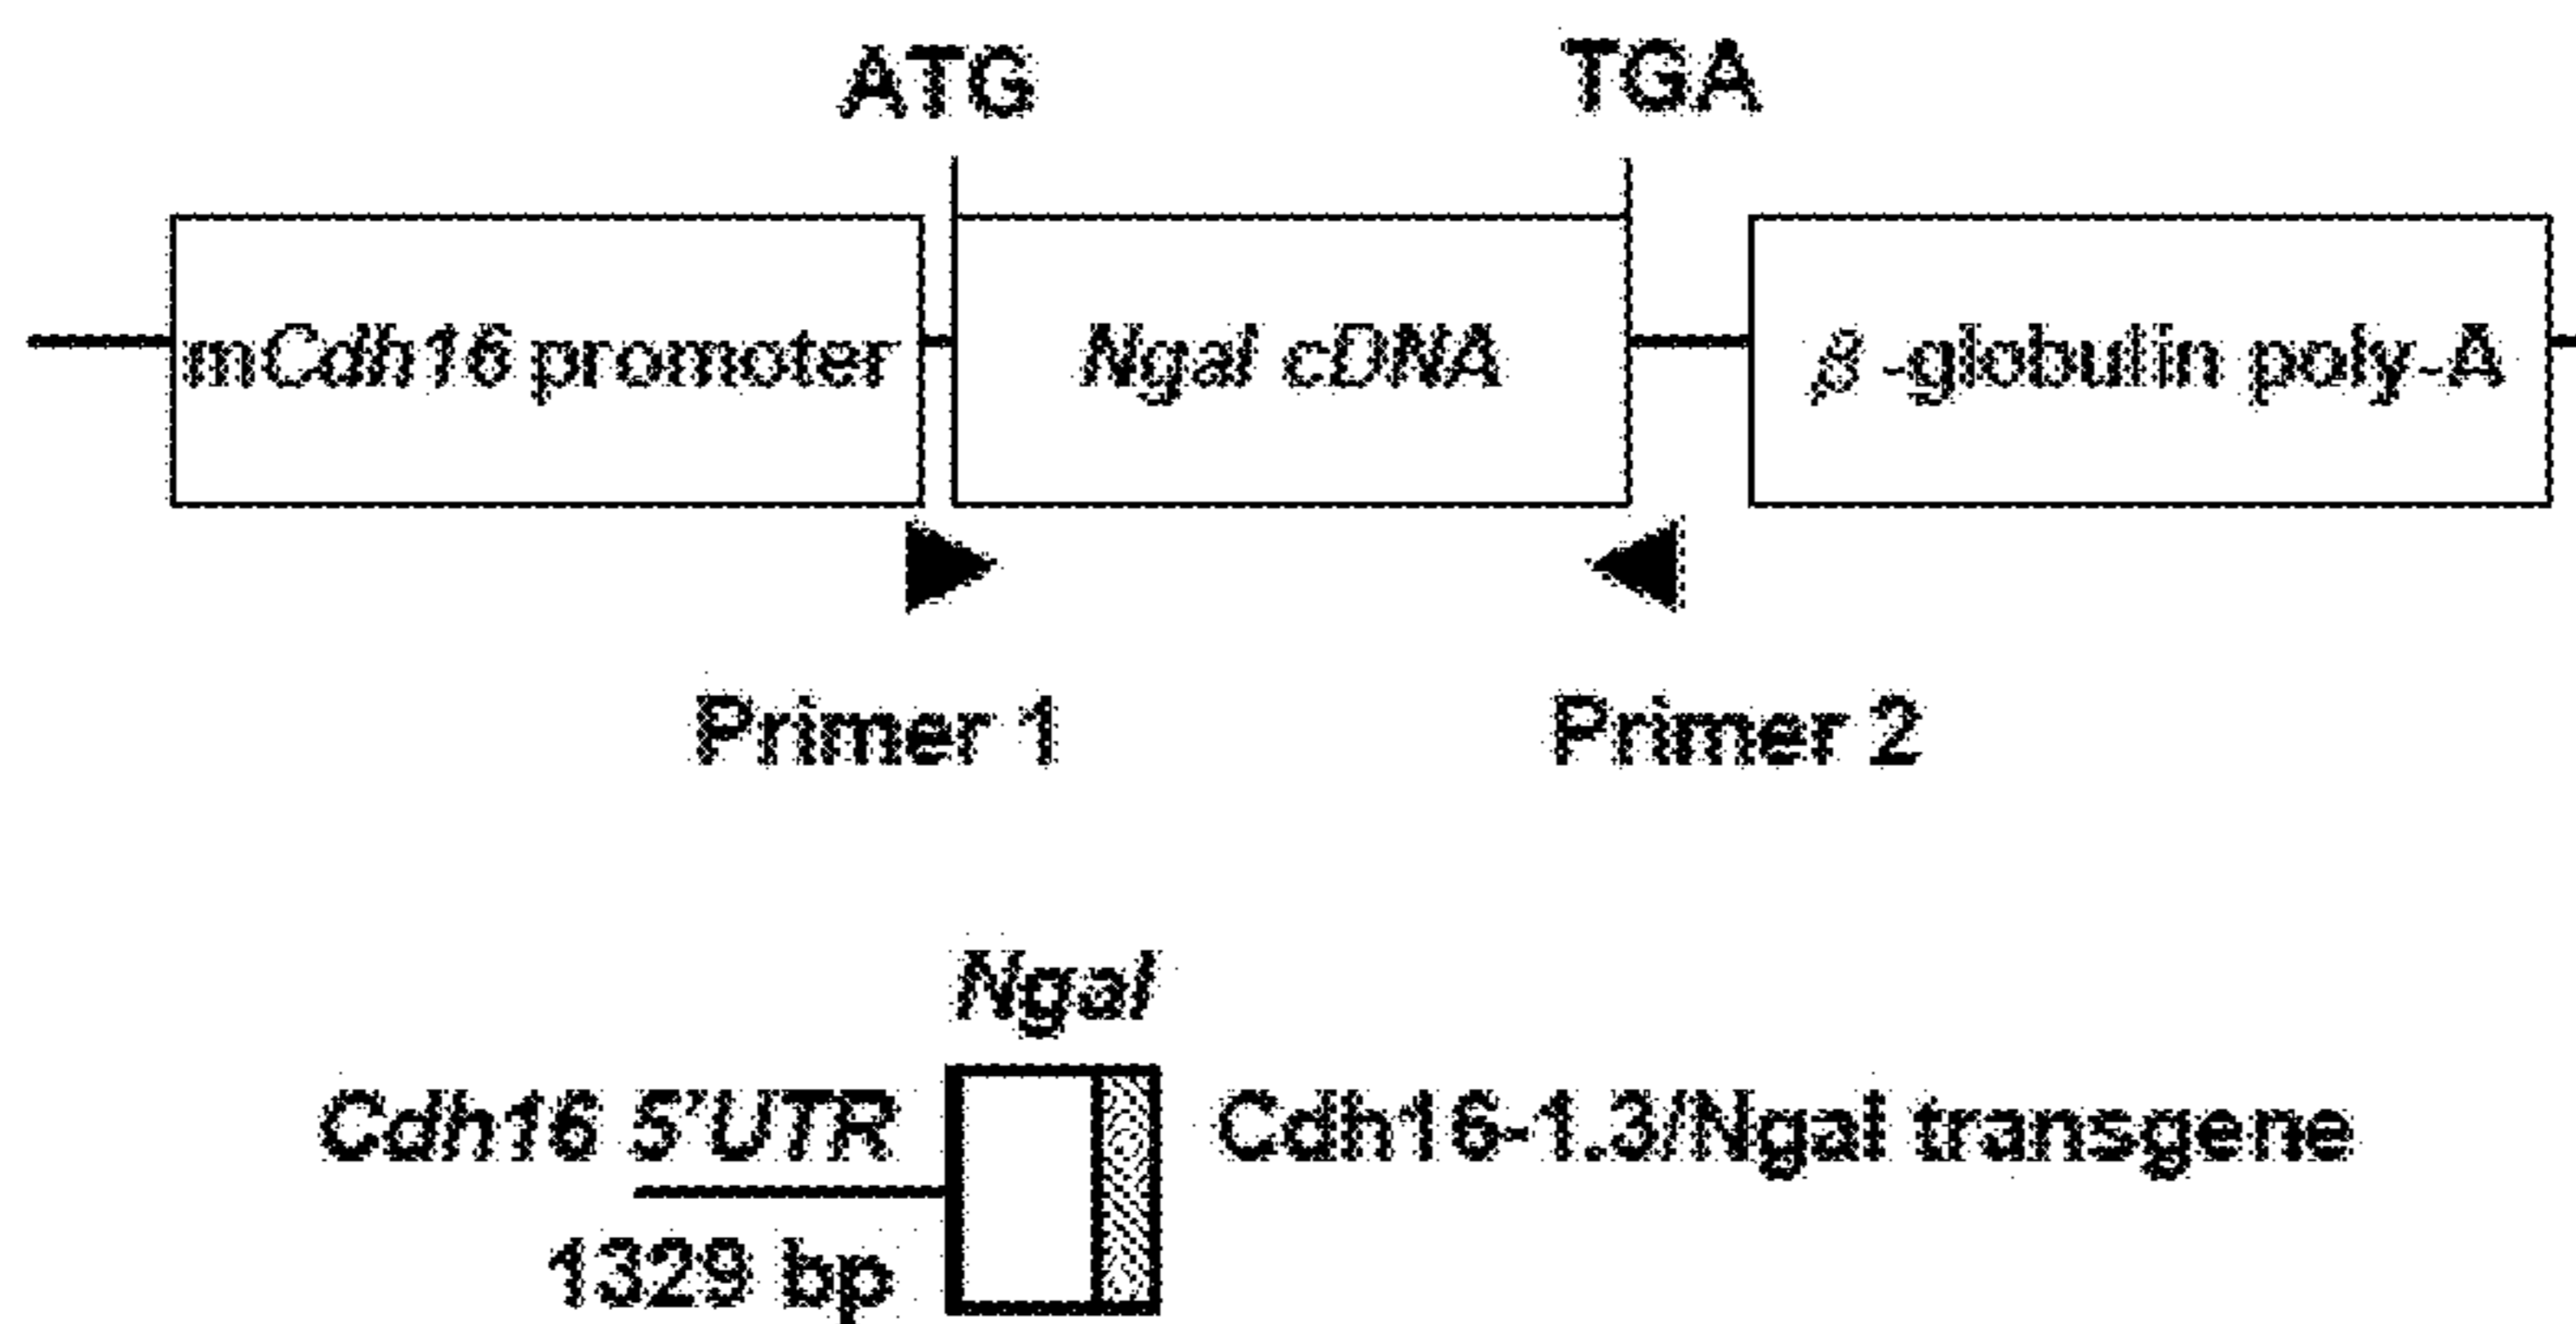 ATG TGA
mCdh16 promoter Ngal cDNA β-globulin poly-A
Primer 1 Primer 2
Ngal
Cdh16 5'UTR Cdh16-1.3/Ngal transgene
1329 bp